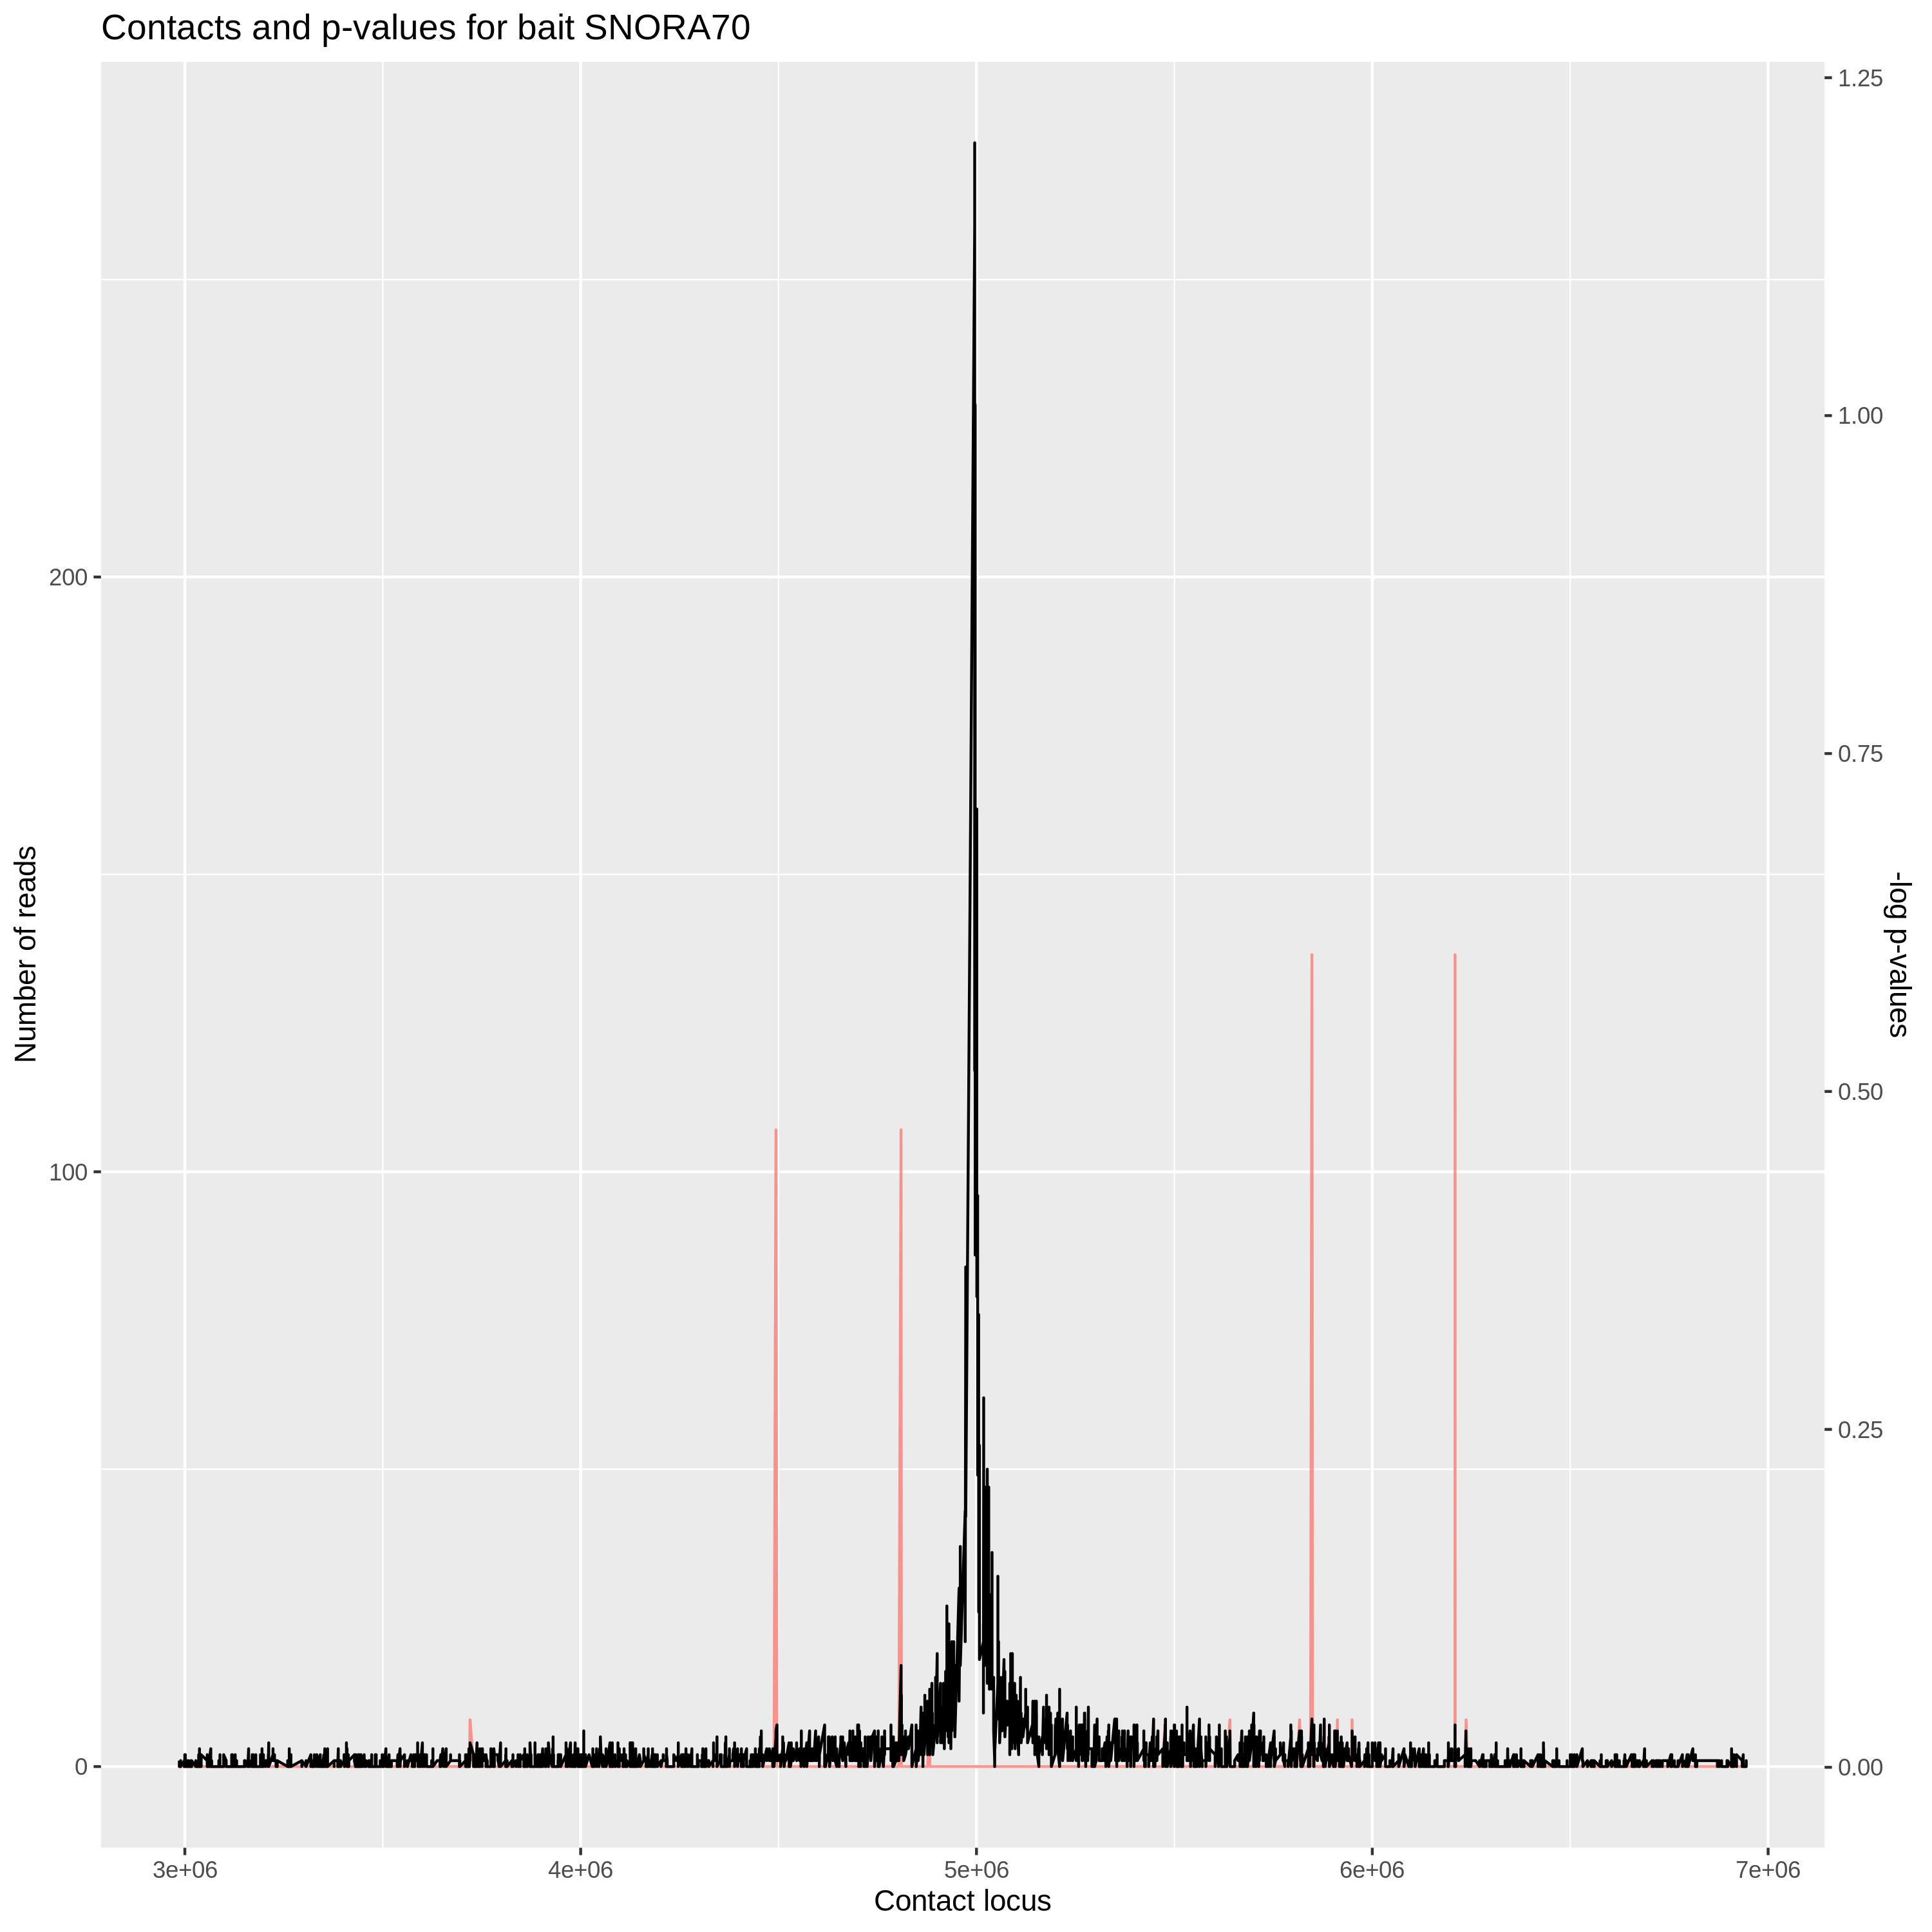 Contacts and p-values for bait SNORA70
Number of reads
200
100
0
1.25
1.00
0.75
0.50
0.25
0.00
-log p-values
3e+06 4e+06 5e+06 6e+06 7e+06
Contact locus